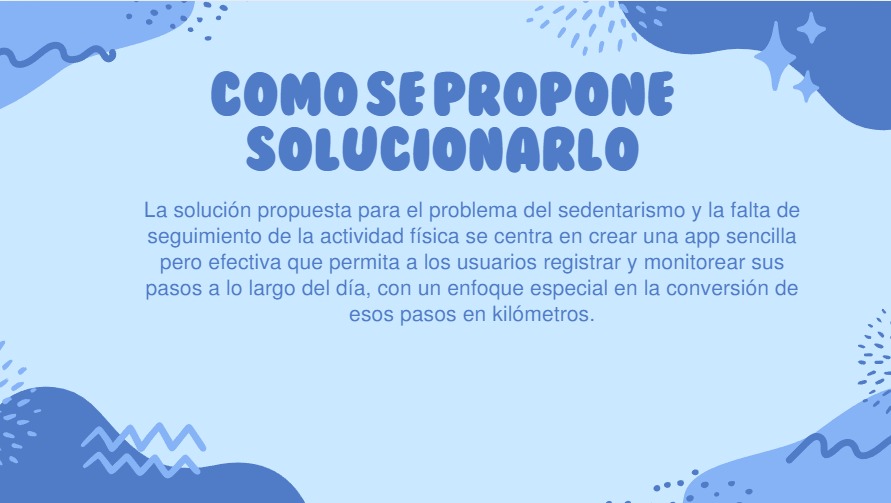 COMO SE PROPONE
SOLUCIONARLO
La solución propuesta para el problema del sedentarismo y la falta de
seguimiento de la actividad física se centra en crear una app sencilla
pero efectiva que permita a los usuarios registrar y monitorear sus
pasos a lo largo del día, con un enfoque especial en la conversión de
esos pasos en kilómetros.